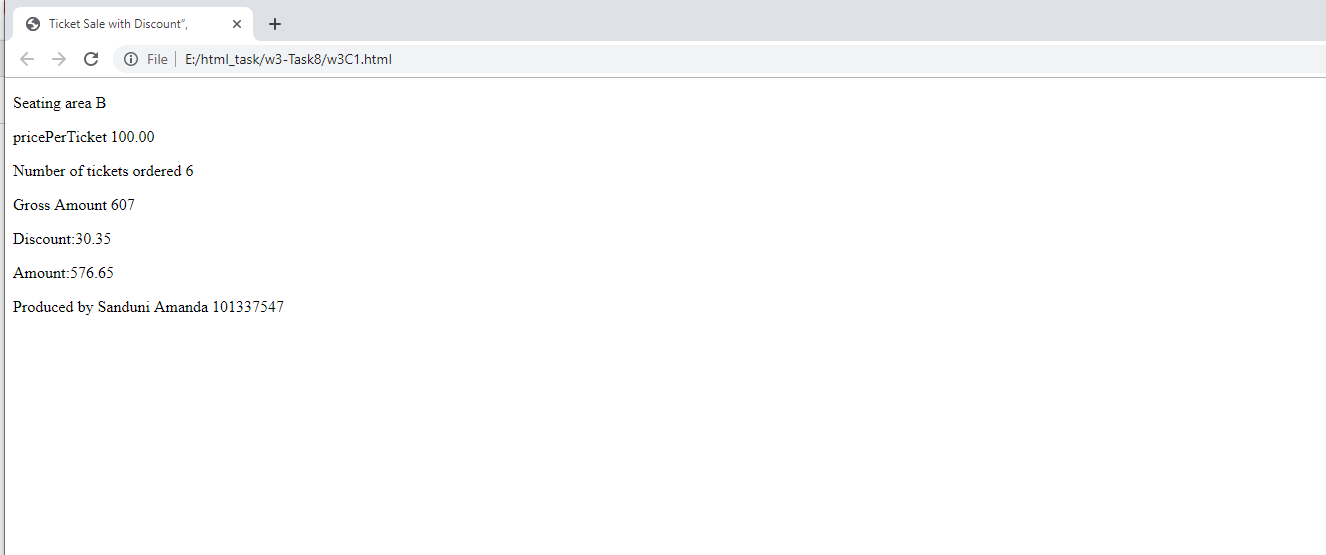 Ticket Sale with Discount”,
File E:/html_task/w3-Task8/w3C1.html
Seating area B
pricePerTicket 100.00
Number of tickets ordered 6
Gross Amount 607
Discount:30.35
Amount:576.65
Produced by Sanduni Amanda 101337547